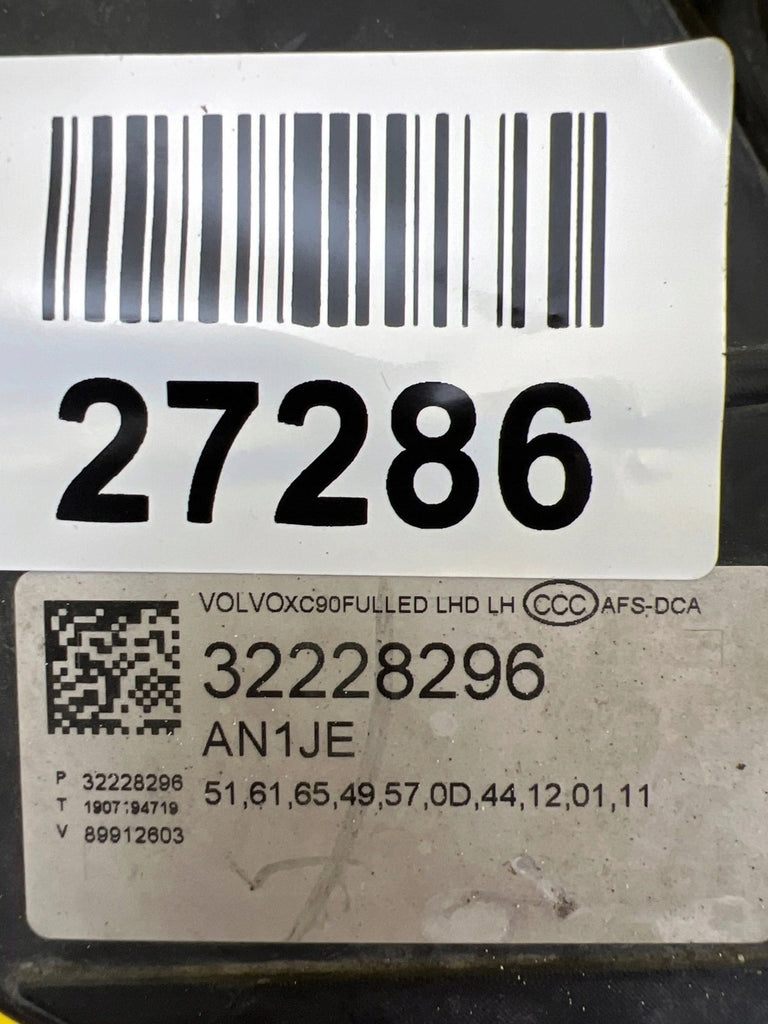 27286
VOLVOXC90FULLED LHD LH CCC AFS-DCA
32228296
AN1JE
P 32228296
51,61,65,49,57,0D,44,12,01,11
T 1907194719
V 89912603